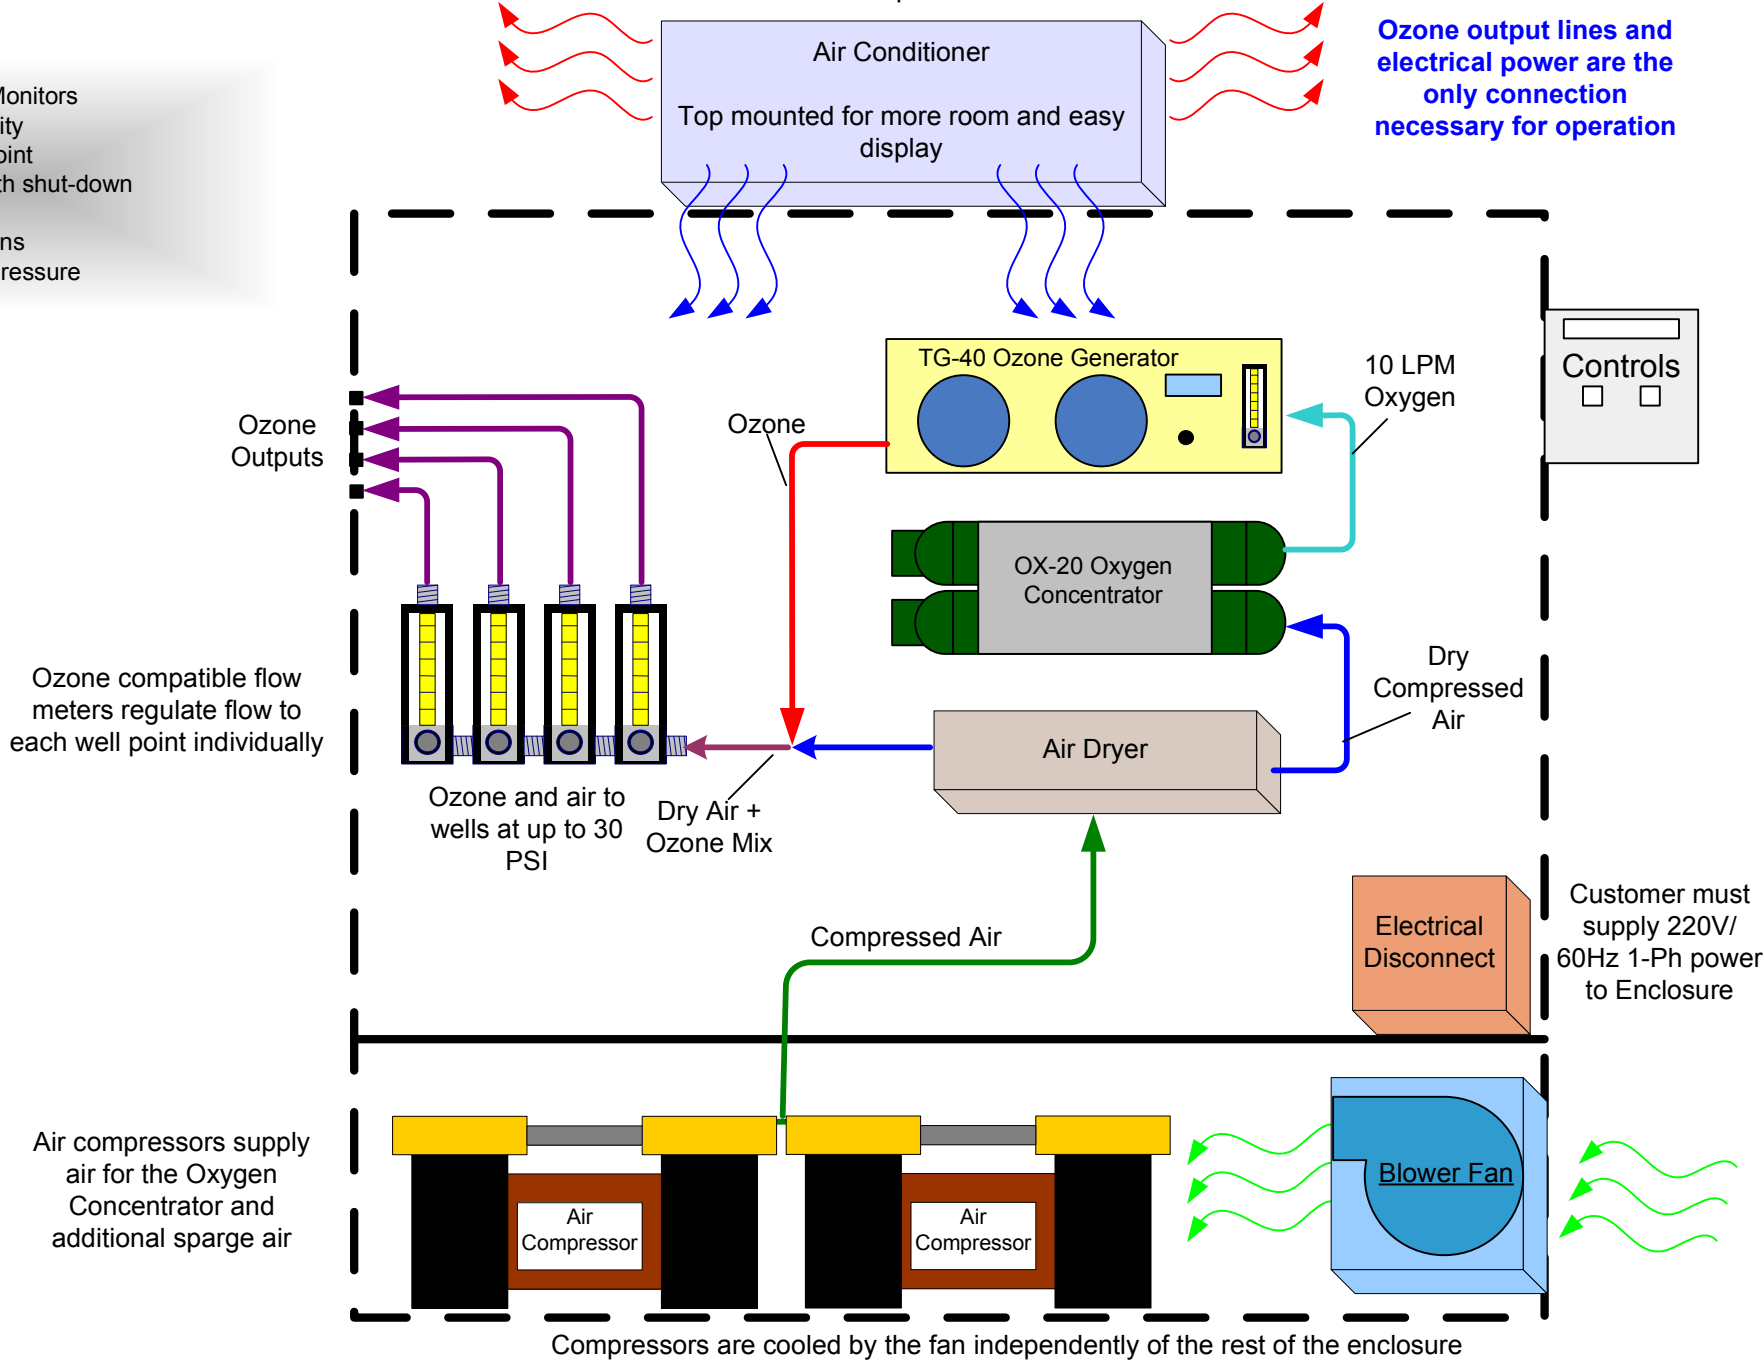 Air Conditioner
Top mounted for more room and easy
display
Ozone output lines and
electrical power are the
only connection
necessary for operation
Monitors
th shut-down
Controls
TG-40 Ozone Generator
10 LPM
Oxygen
Ozone
Ozone
Outputs
OX-20 Oxygen
Concentrator
Ozone compatible flow
meters regulate flow to
each well point individually
Dry
Compressed
Air
Air Dryer
Ozone and air to
wells at up to 30
PSI
Dry Air +
Ozone Mix
Compressed Air
Electrical
Disconnect
Customer must
supply 220V/
60Hz 1-Ph power
to Enclosure
Air compressors supply
air for the Oxygen
Concentrator and
additional sparge air
Air
Compressor
Air
Compressor
Blower Fan
Compressors are cooled by the fan independently of the rest of the enclosure